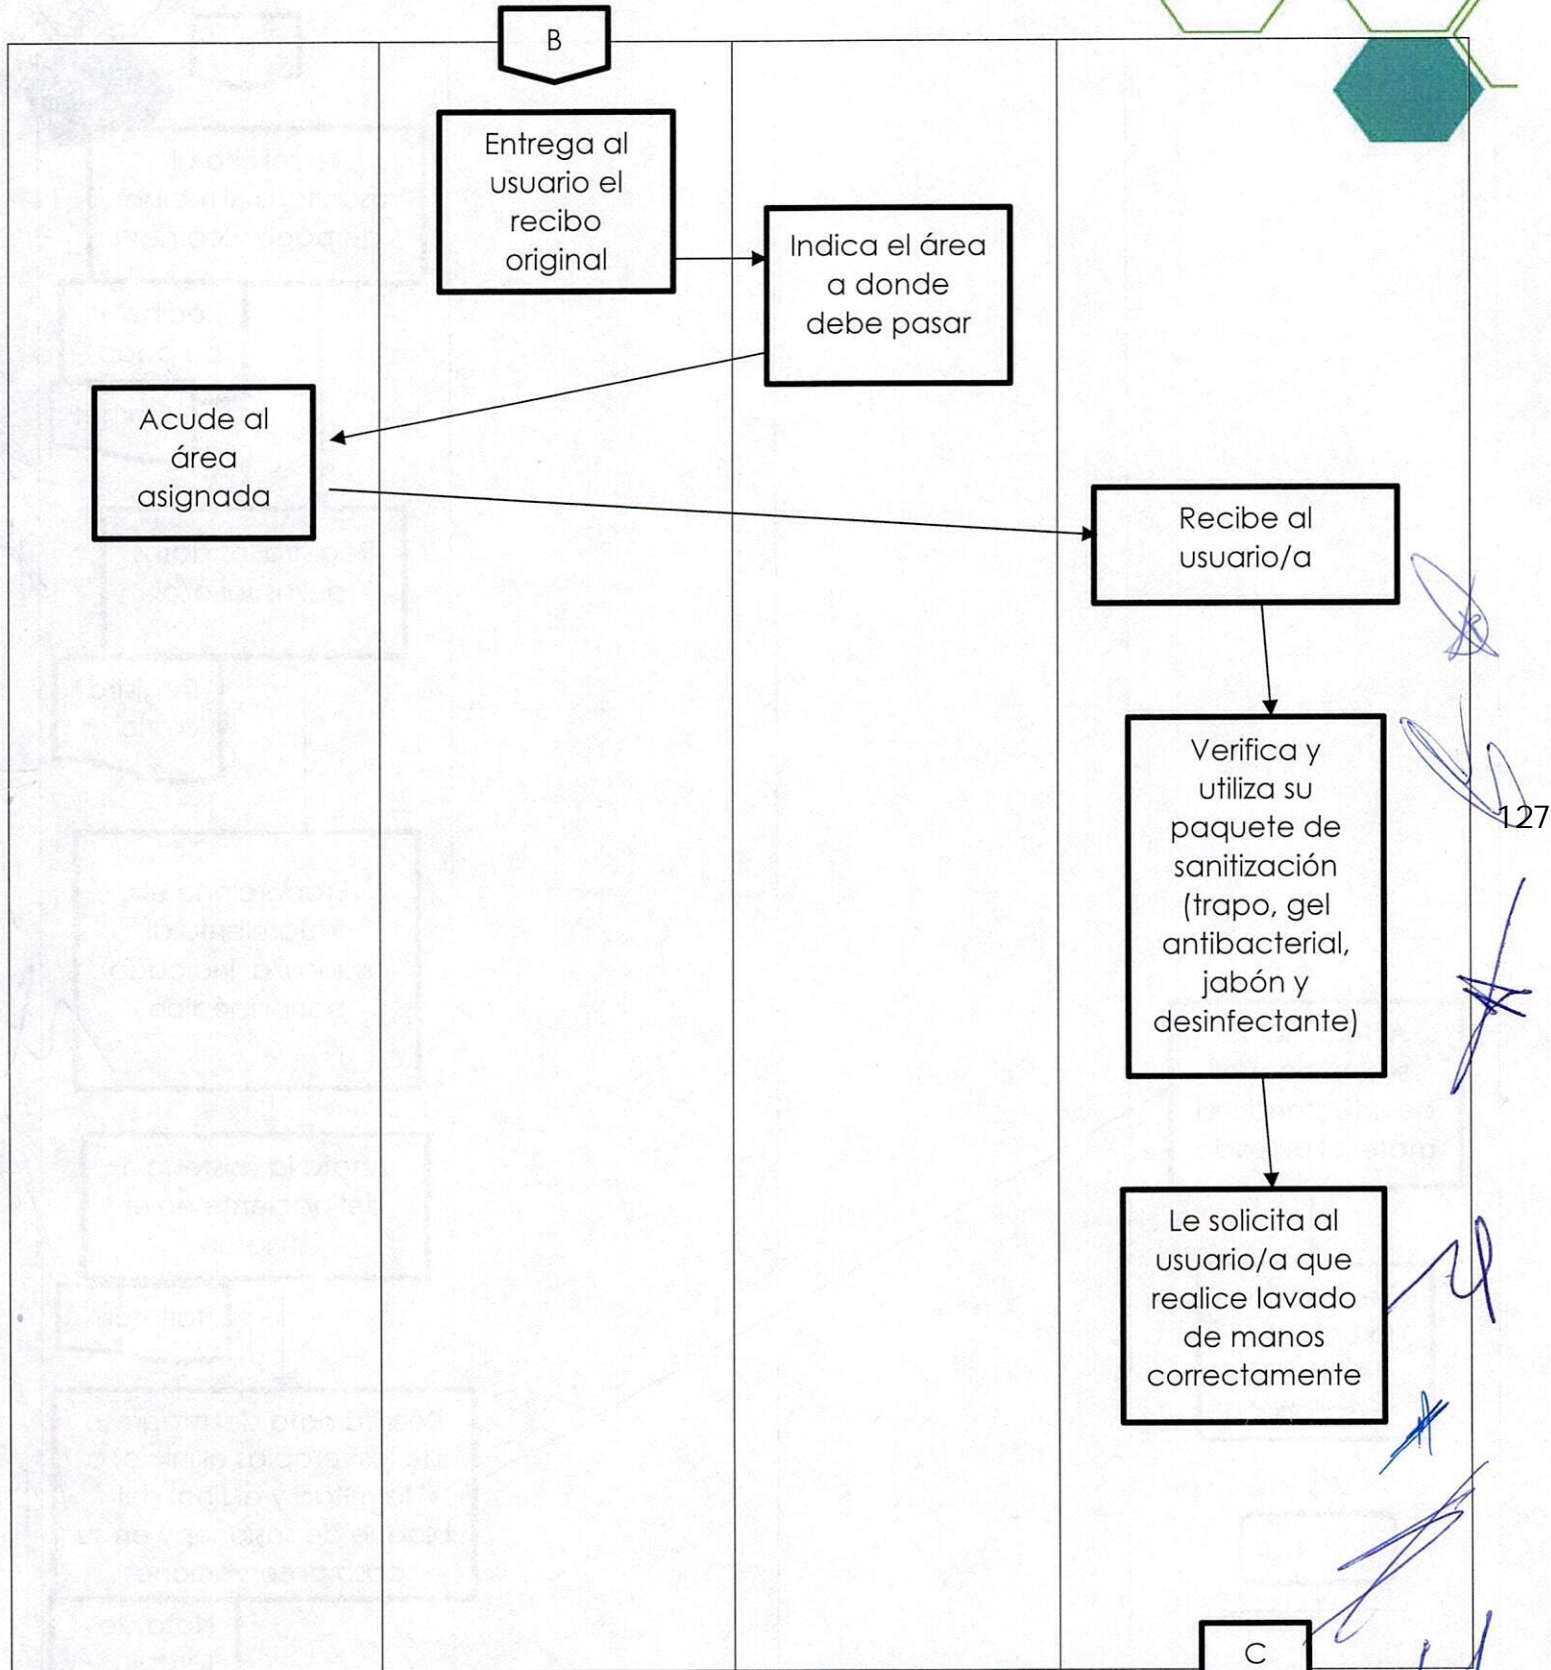 B
Entrega al
usuario el
recibo
original
Indica el área
a donde
debe pasar
Acude al
área
asignada
Recibe al
usuario/a
Verifica y
utiliza su
paquete de
sanitización
(trapo, gel
antibacterial,
jabón y
desinfectante)
127
Le solicita al
usuario/a que
realice lavado
de manos
correctamente
C